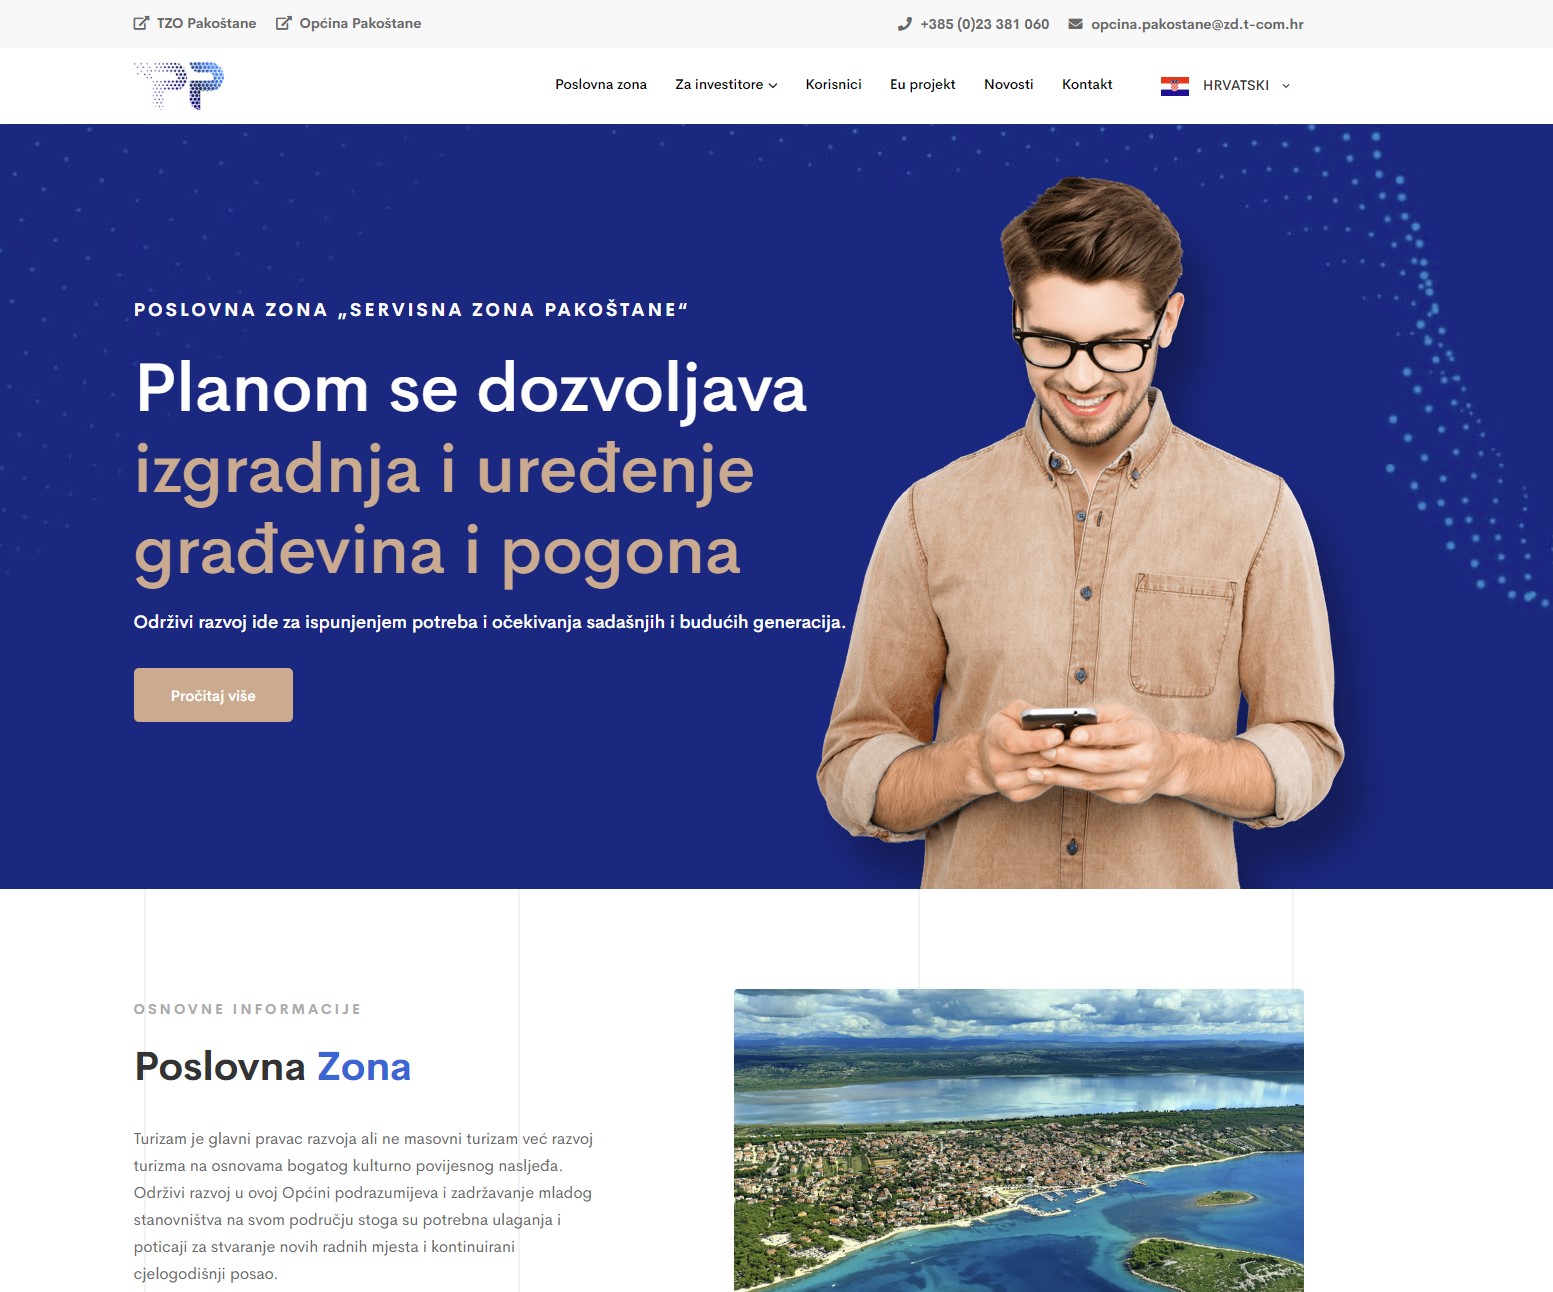 TZO Pakoštane
Općina Pakoštane
+385 (0)23 381 060
opcina.pakostane@zd.t-com.hr
PP
Poslovna zona
Za investitore
Korisnici
Eu projekt
Novosti
Kontakt
HRVATSKI
POSLOVNA ZONA „SERVISNA ZONA PAKOŠTANE“
Planom se dozvoljava
izgradnja i uređenje
građevina i pogona
Održivi razvoj ide za ispunjenjem potreba i očekivanja sadašnjih i budućih generacija.
Pročitaj više
OSNOVNE INFORMACIJE
Poslovna Zona
Turizam je glavni pravac razvoja ali ne masovni turizam već razvoj
turizma na osnovama bogatog kulturno povijesnog nasljeđa.
Održivi razvoj u ovoj Općini podrazumijeva i zadržavanje mladog
stanovništva na svom području stoga su potrebna ulaganja i
poticaji za stvaranje novih radnih mjesta i kontinuirani
cjelogodišnji posao.